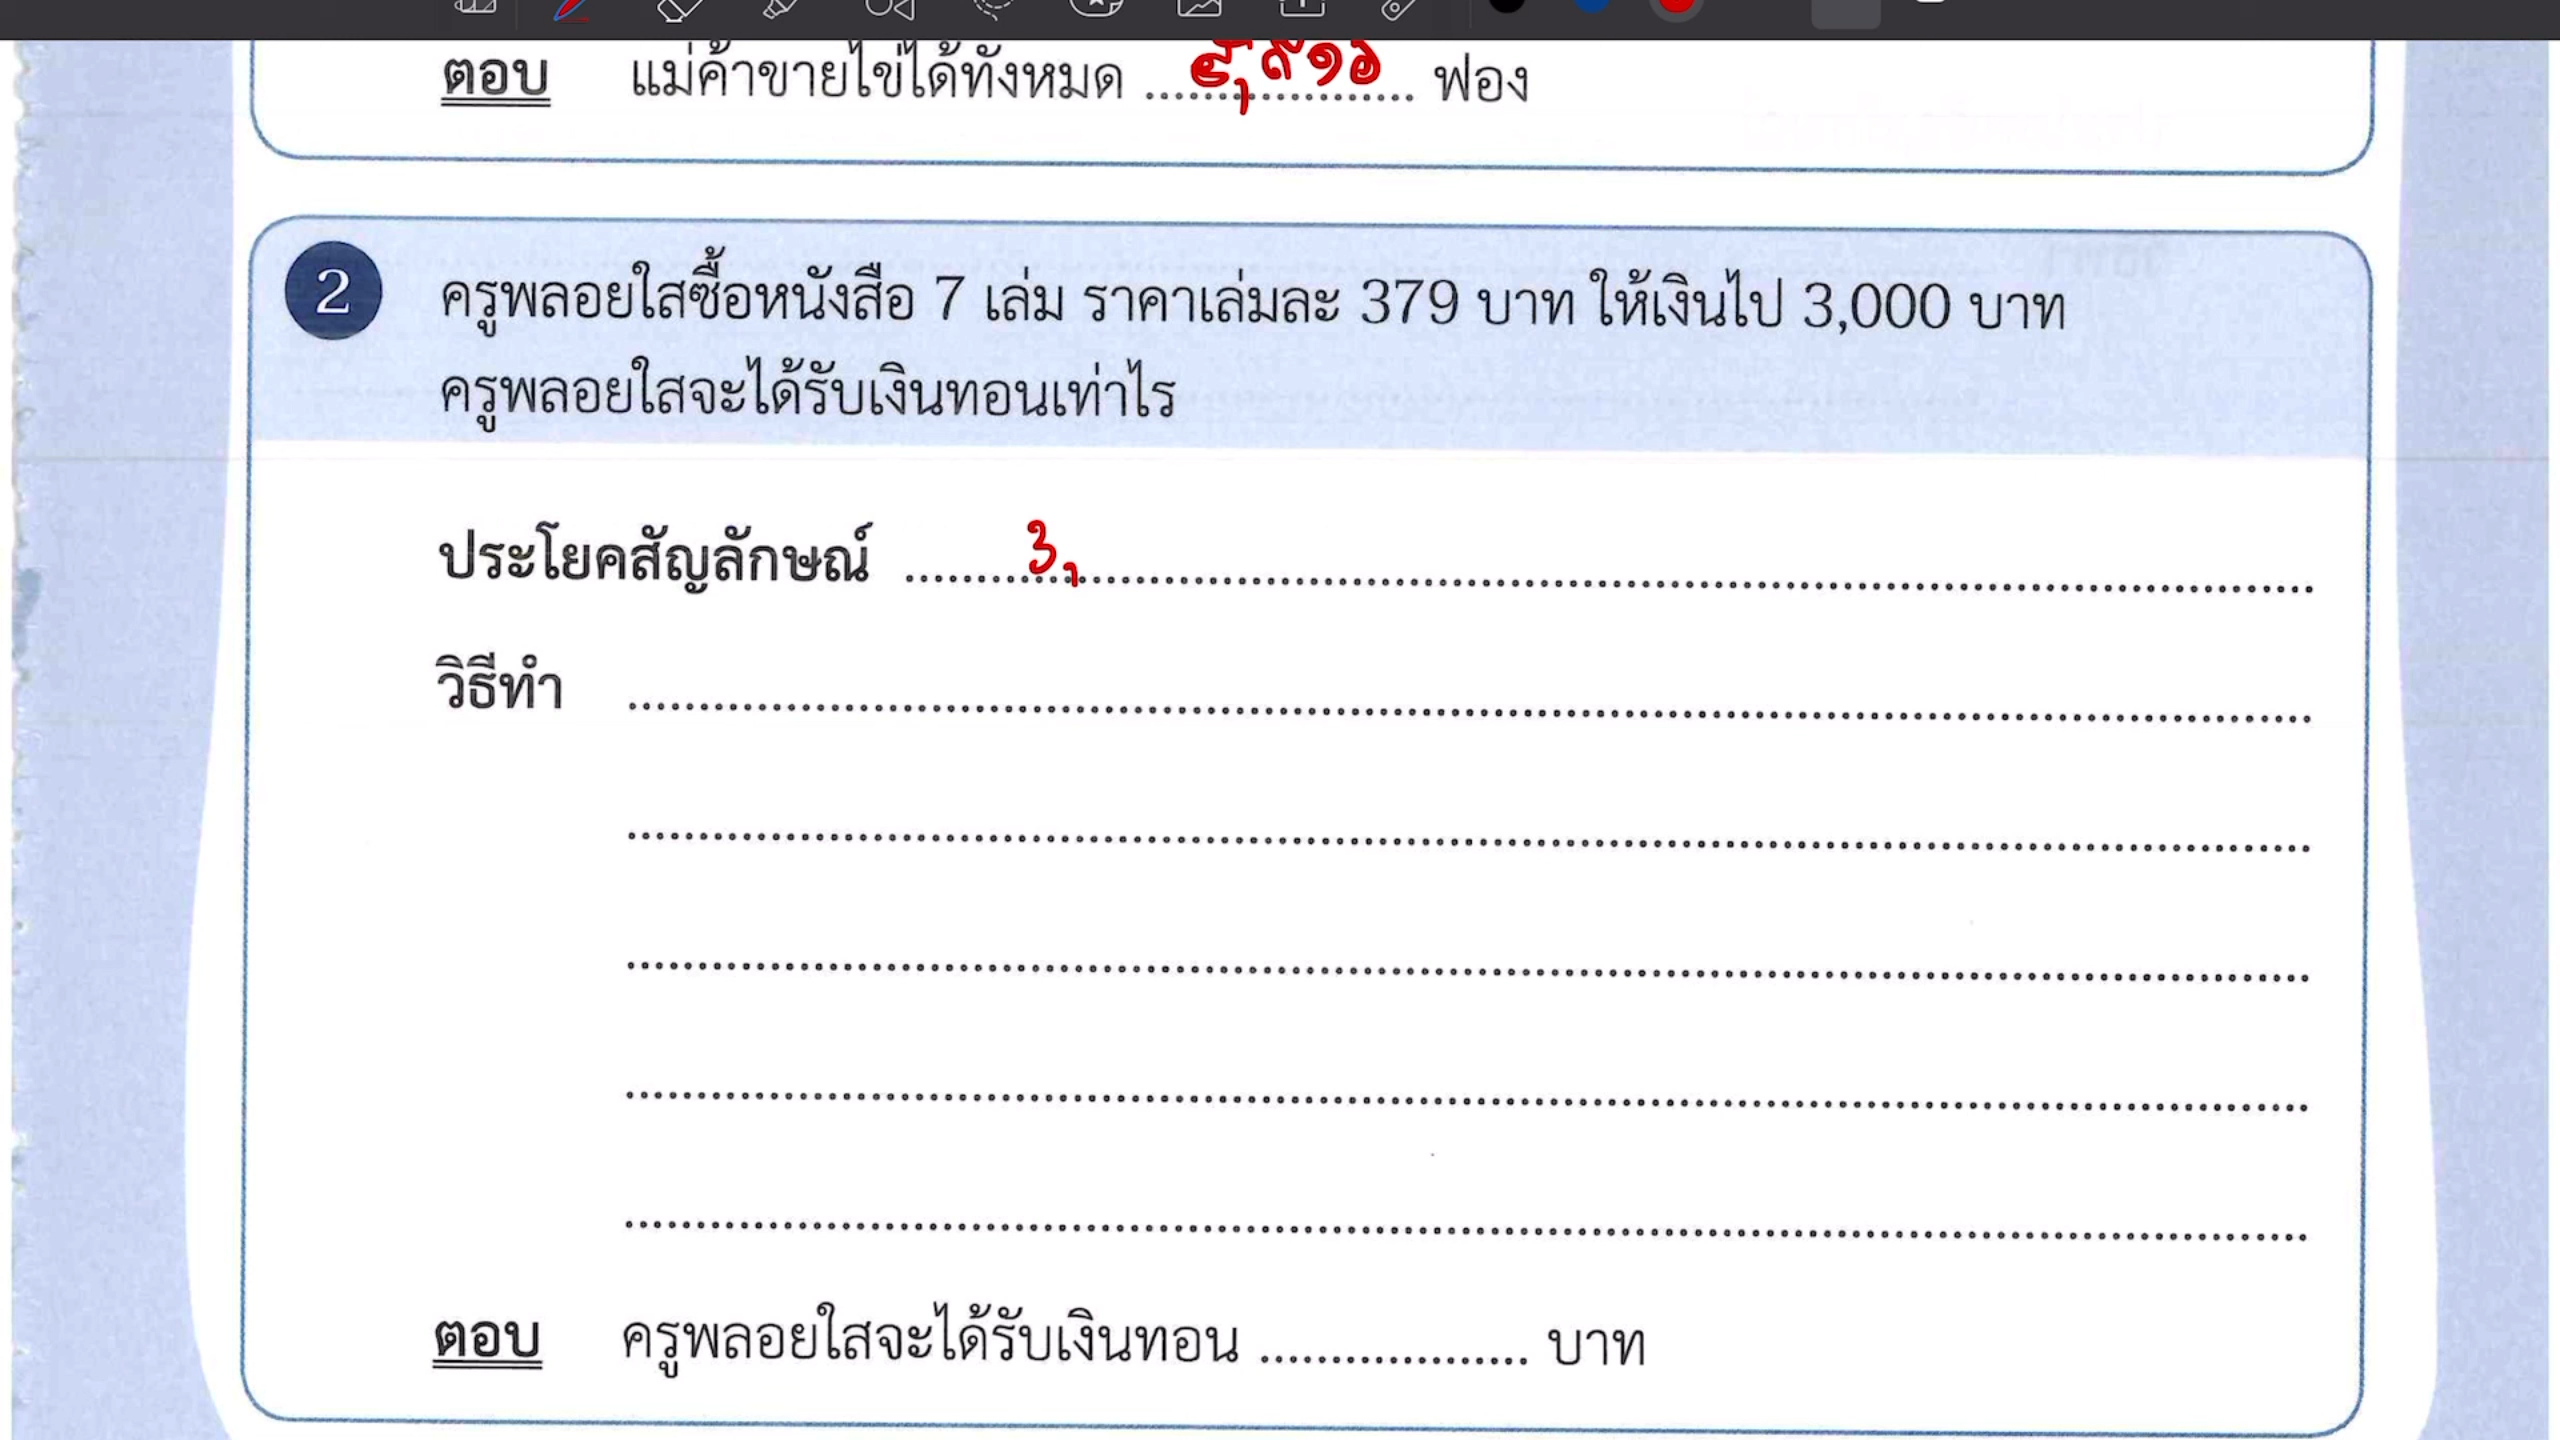 ตอบ แม่ค้าขายไข่ได้ทั้งหมด ๕,๙๑๖ ฟอง
2 ครูพลอยใสซื้อหนังสือ 7 เล่ม ราคาเล่มละ 379 บาท ให้เงินไป 3,000 บาท
ครูพลอยใสจะได้รับเงินทอนเท่าไร
ประโยคสัญลักษณ์ 3,
วิธีทำ
ตอบ ครูพลอยใสจะได้รับเงินทอน บาท